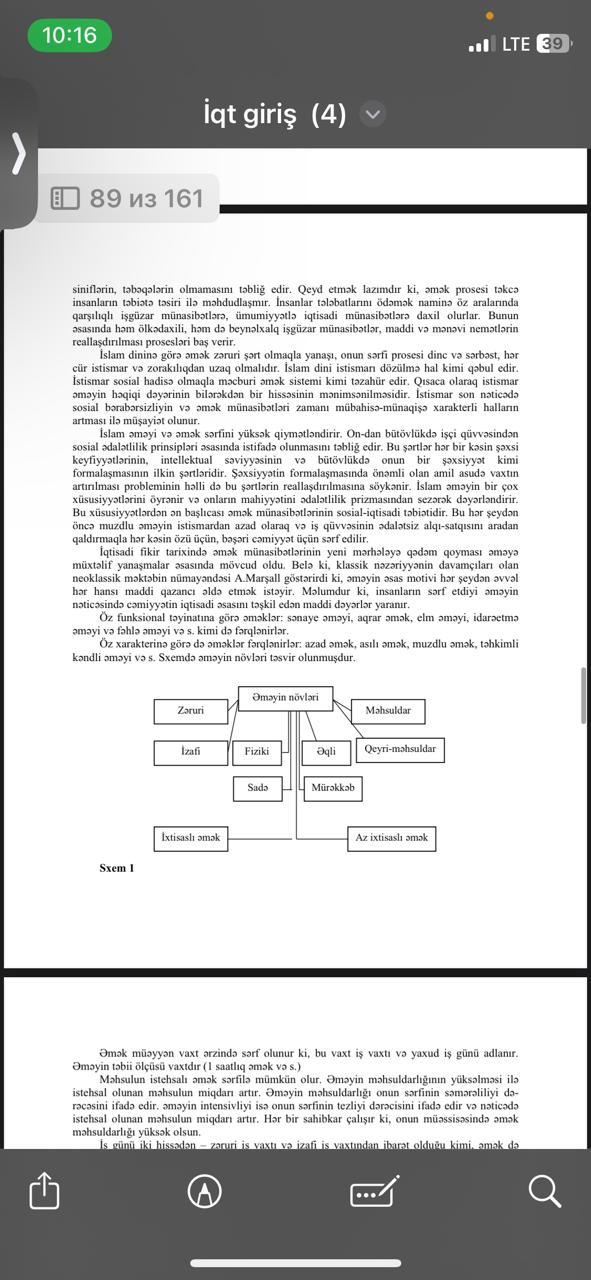 10:16
LTE 39
İqt giriş (4)
89 из 161
siniflərin, təbəqələrin olmamasını təbliğ edir. Qeyd etmək lazımdır ki, əmək prosesi təkcə
insanların təbiətə təsiri ilə məhdudlaşmır. İnsanlar tələbatlarını ödəmək naminə öz aralarında
qarşılıqlı işgüzar münasibətlərə, ümumiyyətlə iqtisadi münasibətlərə daxil olurlar. Bunun
əsasında həm ölkədaxili, həm də beynəlxalq işgüzar münasibətlər, maddi və mənəvi nemətlərin
reallaşdırılması prosesləri baş verir.
İslam dininə görə əmək zəruri şərt olmaqla yanaşı, onun sərfi prosesi dinc və sərbəst, hər
cür istismar və zorakılıqdan uzaq olmalıdır. İslam dini istismarı dözülmə hal kimi qəbul edir.
İstismar sosial hadisə olmaqla məcburi əmək sistemi kimi təzahür edir. Qısaca olaraq istismar
əməyin həqiqi dəyərinin bilərəkdən bir hissəsinin mənimsənilməsidir. İstismar son nəticədə
sosial bərabərsizliyin və əmək münasibətləri zamanı mübahisə-münaqişə xarakterli halların
artması ilə müşaiyət olunur.
İslam əməyi və əmək sərfini yüksək qiymətləndirir. On-dan bütövlükdə işçi qüvvəsindən
sosial ədalətlilik prinsipləri əsasında istifadə olunmasını təbliğ edir. Bu şərtlər hər bir kəsin şəxsi
keyfiyyətlərinin, intellektual səviyyəsinin və bütövlükdə onun bir şəxsiyyət kimi
formalaşmasının ilkin şərtləridir. Şəxsiyyətin formalaşmasında önəmli olan amil asudə vaxtın
artırılması probleminin həlli də bu şərtlərin reallaşdırılmasına söykənir. İslam əməyin bir çox
xüsusiyyətlərini öyrənir və onların mahiyyətini ədalətlilik prizmasından sezərək dəyərləndirir.
Bu xüsusiyyətlərdən ən başlıcası əmək münasibətlərinin sosial-iqtisadi təbiətidir. Bu hər şeydən
öncə muzdlu əməyin istismardan azad olaraq və iş qüvvəsinin ədalətsiz alqı-satqısını aradan
qaldırmaqla hər kəsin özü üçün, bəşəri cəmiyyət üçün sərf edilir.
İqtisadi fikir tarixində əmək münasibətlərinin yeni mərhələyə qədəm qoyması əməyə
müxtəlif yanaşmalar əsasında mövcud oldu. Belə ki, klassik nəzəriyyənin davamçıları olan
neoklassik məktəbin nümayəndəsi A.Marşall göstərirdi ki, əməyin əsas motivi hər şeydən əvvəl
hər hansı maddi qazancı əldə etmək istəyir. Məlumdur ki, insanların sərf etdiyi əməyin
nəticəsində cəmiyyətin iqtisadi əsasını təşkil edən maddi dəyərlər yaranır.
Öz funksional təyinatına görə əməklər: sənaye əməyi, aqrar əmək, elm əməyi, idarəetmə
əməyi və fəhlə əməyi və s. kimi də fərqlənirlər.
Öz xarakterinə görə də əməklər fərqlənirlər: azad əmək, asılı əmək, muzdlu əmək, təhkimli
kəndli əməyi və s. Sxemdə əməyin növləri təsvir olunmuşdur.
Əməyin növləri
Zəruri
Məhsuldar
İzafi
Fiziki
Əqli
Qeyri-məhsuldar
Sadə
Mürəkkəb
İxtisaslı əmək
Az ixtisaslı əmək
Sxem 1
Əmək müəyyən vaxt ərzində sərf olunur ki, bu vaxt iş vaxtı və yaxud iş günü adlanır.
Əməyin təbii ölçüsü vaxtdır (1 saatlıq əmək və s.)
Məhsulun istehsalı əmək sərfilə mümkün olur. Əməyin məhsuldarlığının yüksəlməsi ilə
istehsal olunan məhsulun miqdarı artır. Əməyin məhsuldarlığı onun sərfinin səmərəliliyi də-
rəcəsini ifadə edir. əməyin intensivliyi isə onun sərfinin tezliyi dərəcəsini ifadə edir və nəticədə
istehsal olunan məhsulun miqdarı artır. Hər bir sahibkar çalışır ki, onun müəssisəsində əmək
məhsuldarlığı yüksək olsun.
İş günü iki hissədən – zəruri iş vaxtı və izafi iş vaxtından ibarət olduğu kimi, əmək də